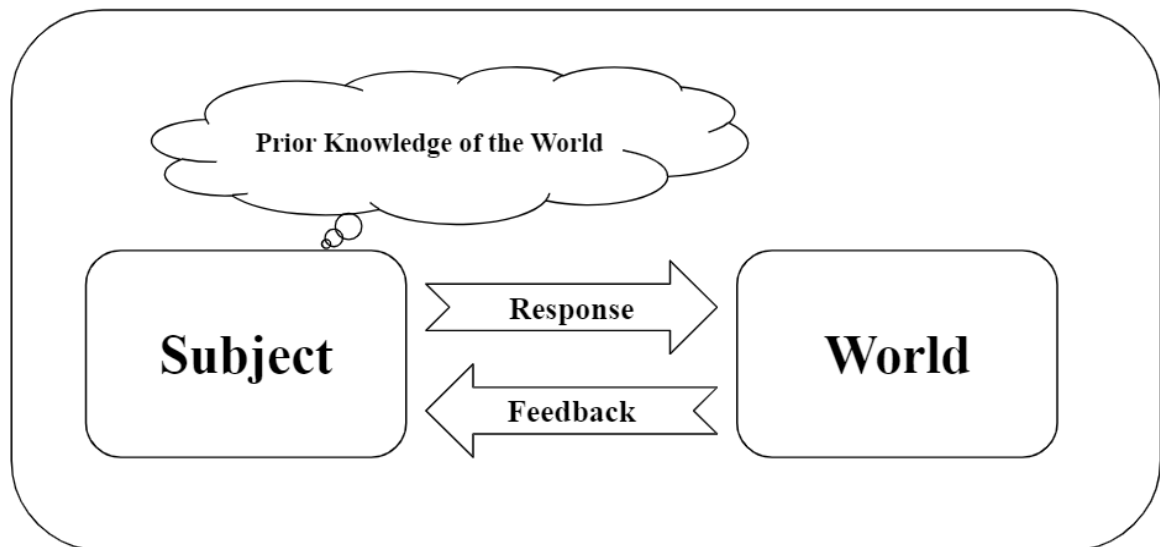 Prior Knowledge of the World
Subject
Response
Feedback
World